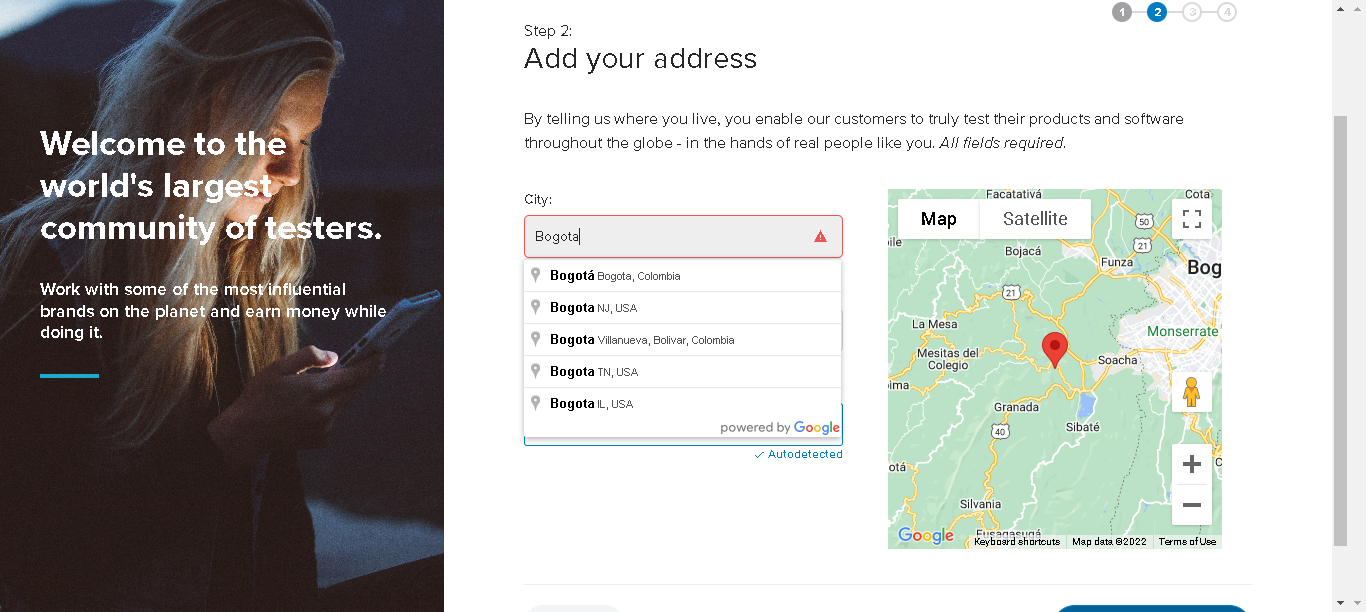 Welcome to the
world's largest
community of testers.
Work with some of the most influential
brands on the planet and earn money while
doing it.
1 2 3 4
Step 2:
Add your address
By telling us where you live, you enable our customers to truly test their products and software
throughout the globe - in the hands of real people like you. All fields required.
City:
Bogota
Bogotá Bogota, Colombia
Bogota NJ, USA
Bogota Villanueva, Bolivar, Colombia
Bogota TN, USA
Bogota IL, USA
powered by Google
Autodetected
Facatativá
Cota
Map Satellite
50
Bojacá
21
Funza
Bog
21
La Mesa
Monserrate
Mesitas del
Colegio
Soacha
Granada
Sibaté
40
Silvania
Fusagasugá
Google
Keyboard shortcuts Map data ©2022 Terms of Use